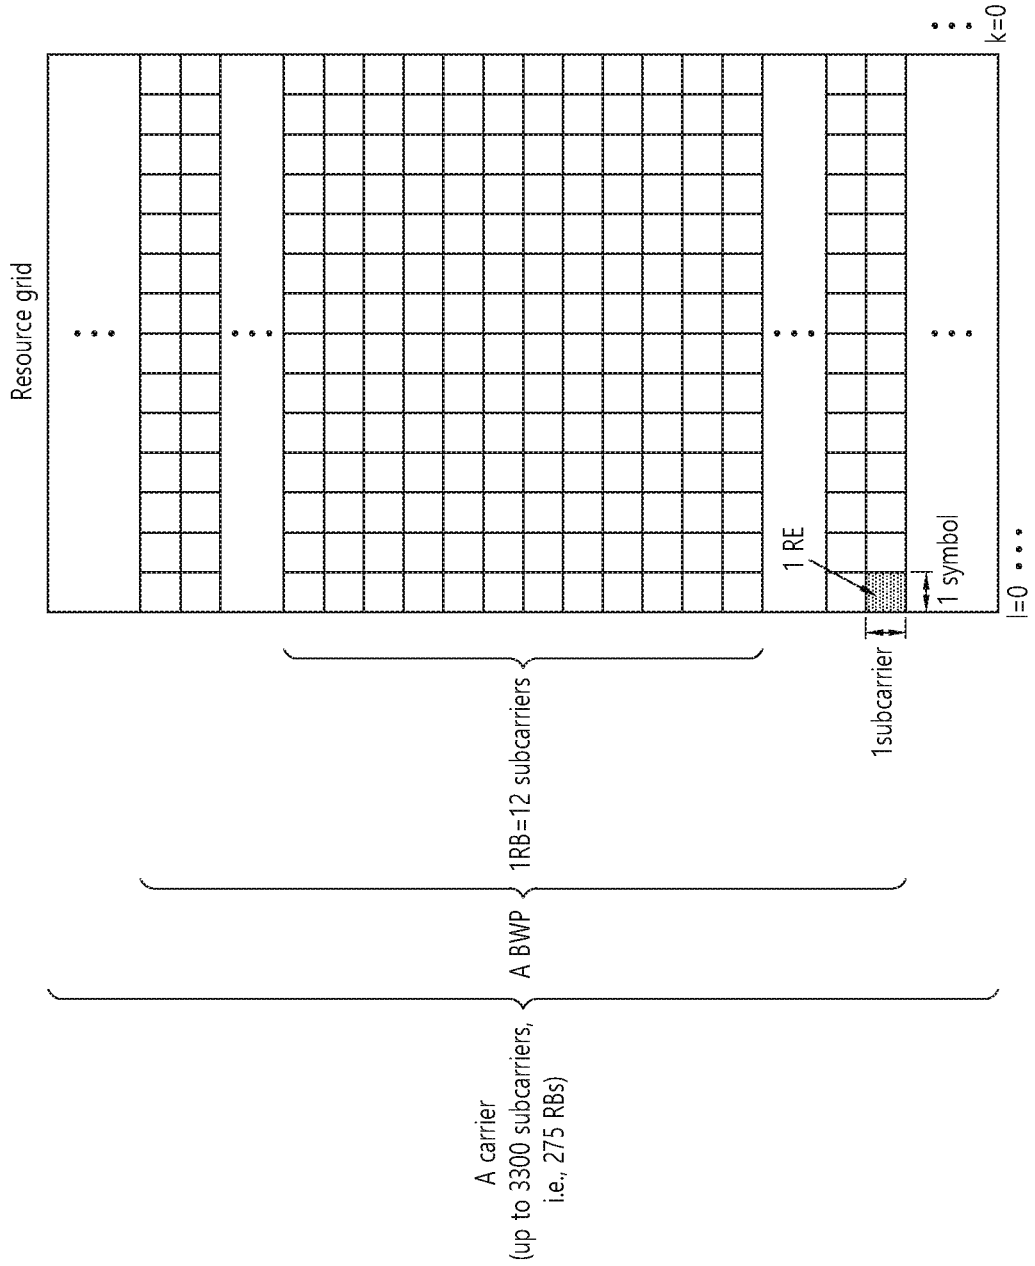 Resource grid
A carrier
(up to 3300 subcarriers,
i.e., 275 RBs)
A BWP
1RB=12 subcarriers
1subcarrier
1 RE
1 symbol
l=0
k=0